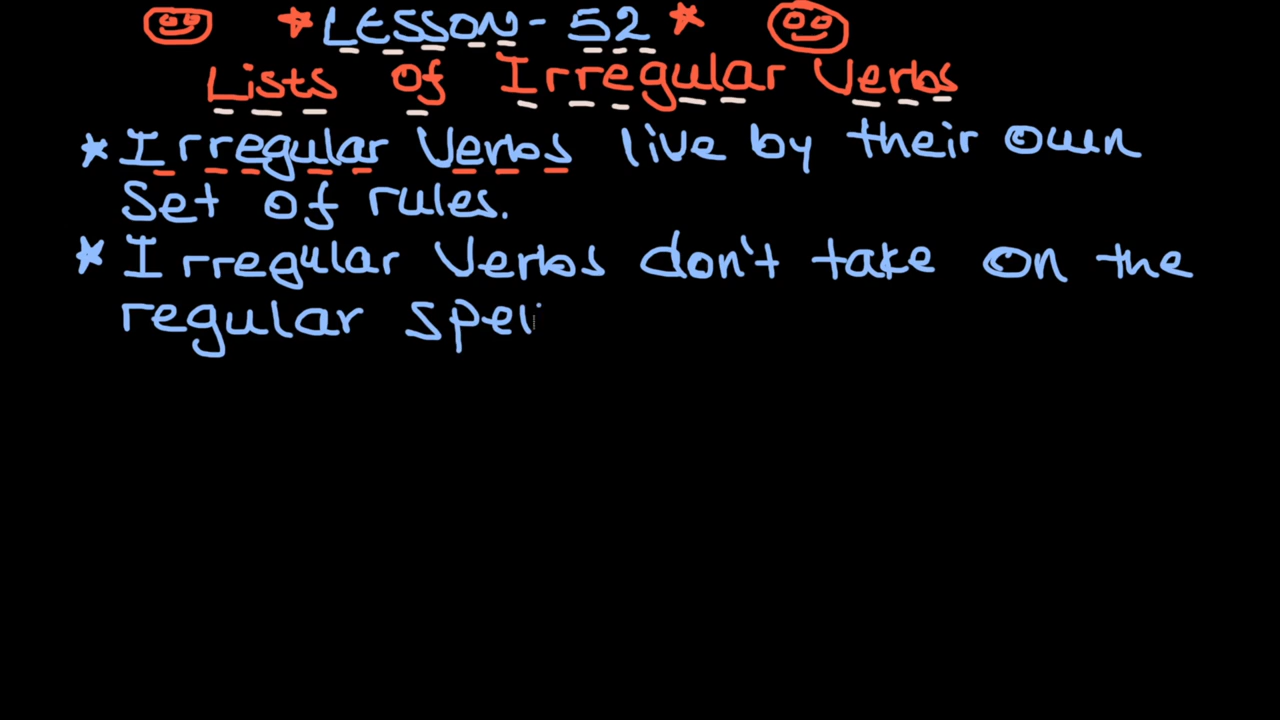 * LESSON - 52 *
Lists of Irregular Verbs
* Irregular Verbs live by their own
Set of rules.
* Irregular Verbs don't take on the
regular spel